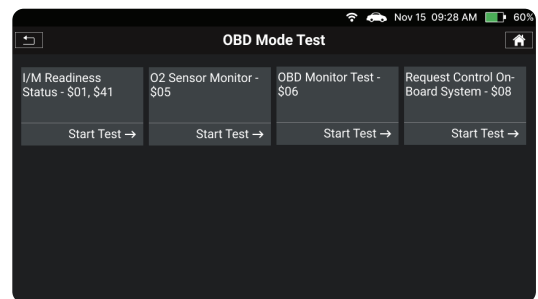 Nov 15 09:28 AM 60%
OBD Mode Test
I/M Readiness
Status - $01, $41
Start Test →
O2 Sensor Monitor -
$05
Start Test →
OBD Monitor Test -
$06
Start Test →
Request Control On-
Board System - $08
Start Test →